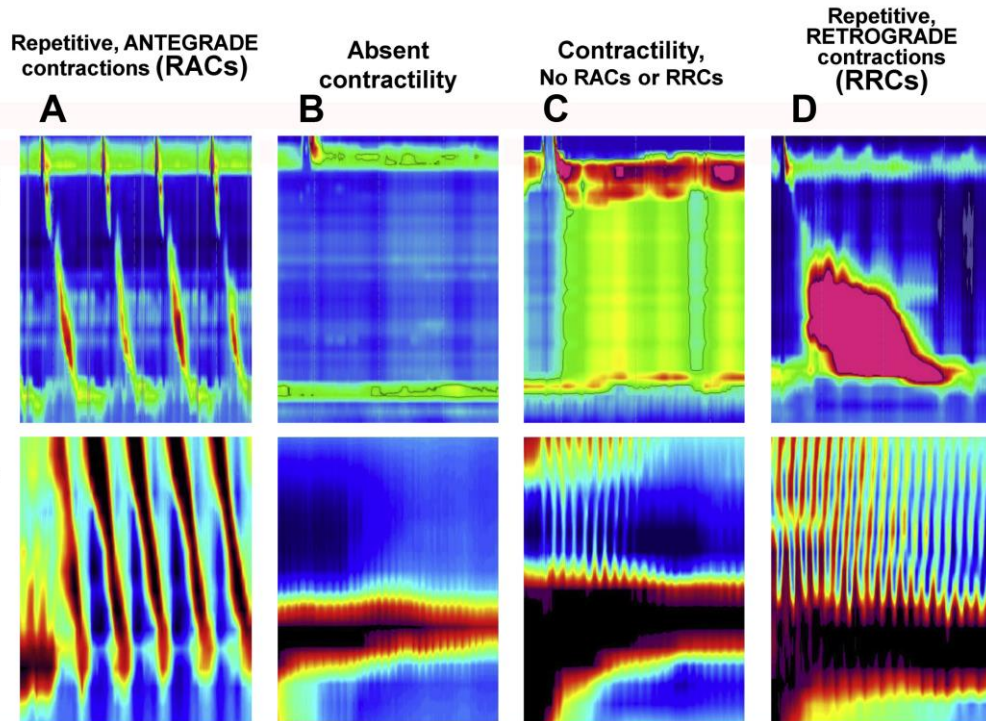 Repetitive, ANTEGRADE
contractions (RACs)
A
Absent
contractility
B
Contractility,
No RACs or RRCs
C
Repetitive,
RETROGRADE
contractions
(RRCs)
D